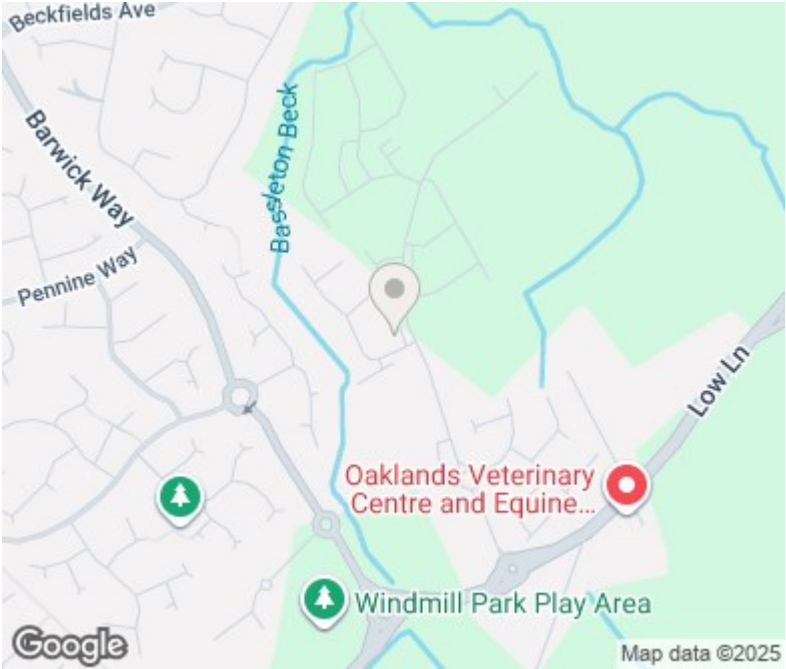 Beckfields Ave
Barwick Way
Bassleton Beck
Pennine Way
Low Ln
Oaklands Veterinary
Centre and Equine...
Windmill Park Play Area
Google
Map data ©2025